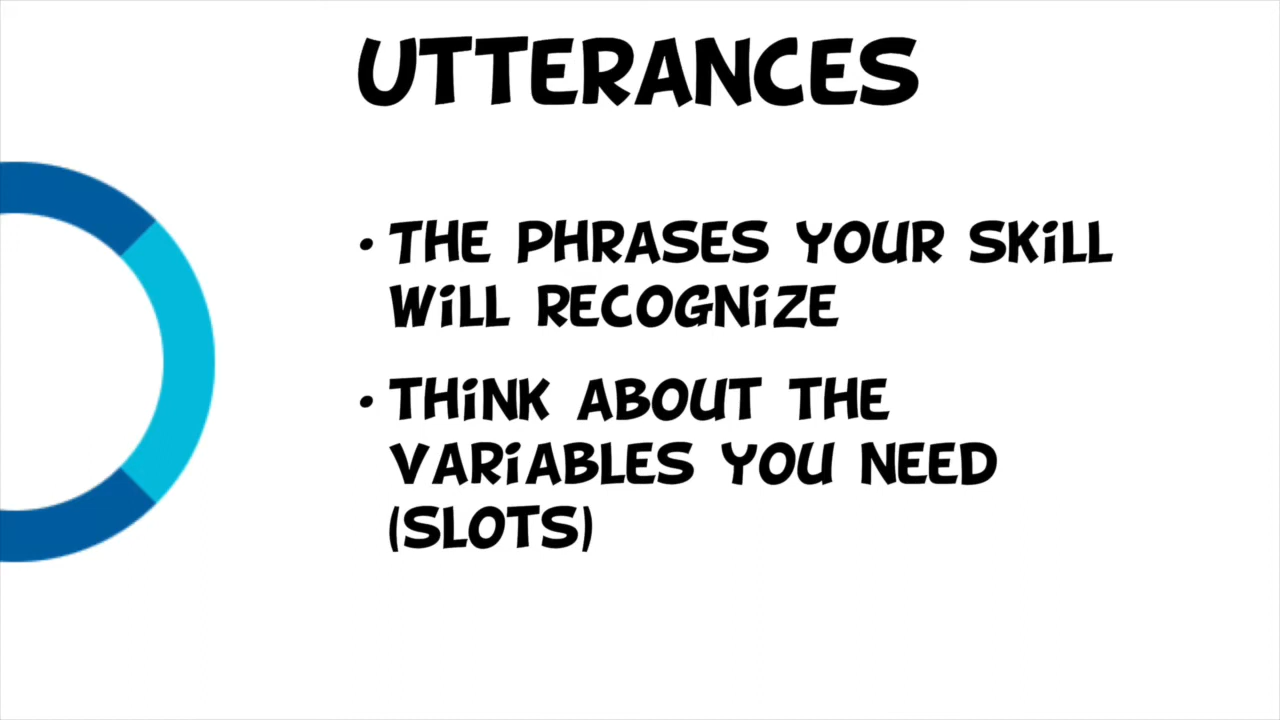 UTTERANCES
• THE PHRASES YOUR SKiLL
WiLL RECOGNiZE
• THiNK ABOUT THE
VARiABLES YOU NEED
(SLOTS)